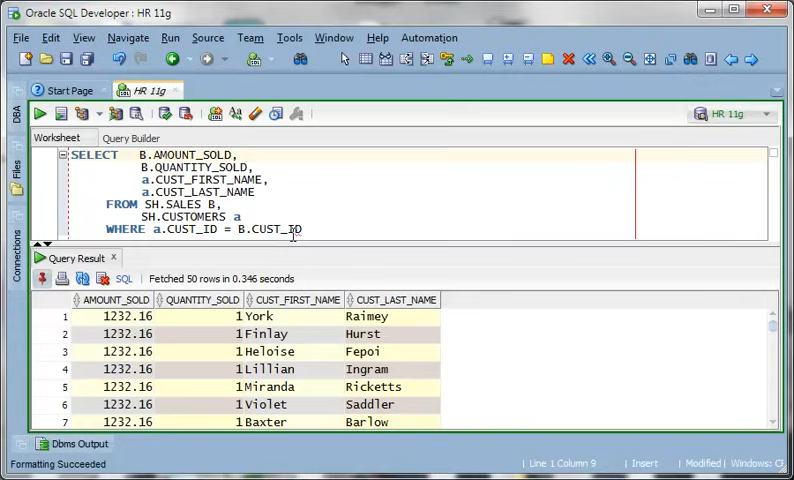 Oracle SQL Developer : HR 11g
File Edit View Navigate Run Source Team Tools Window Help Automation
Start Page HR 11g
HR 11g
Worksheet Query Builder
DBA
Files
Connections
SELECT B.AMOUNT_SOLD,
B.QUANTITY_SOLD,
a.CUST_FIRST_NAME,
a.CUST_LAST_NAME
FROM SH.SALES B,
SH.CUSTOMERS a
WHERE a.CUST_ID = B.CUST_ID
Query Result
SQL Fetched 50 rows in 0.346 seconds
AMOUNT_SOLD QUANTITY_SOLD CUST_FIRST_NAME CUST_LAST_NAME
1 1232.16 1 York Raimey
2 1232.16 1 Finlay Hurst
3 1232.16 1 Heloise Fepoi
4 1232.16 1 Lillian Ingram
5 1232.16 1 Miranda Ricketts
6 1232.16 1 Violet Saddler
7 1232.16 1 Baxter Barlow
Dbms Output
Formatting Succeeded Line 1 Column 9 Insert Modified